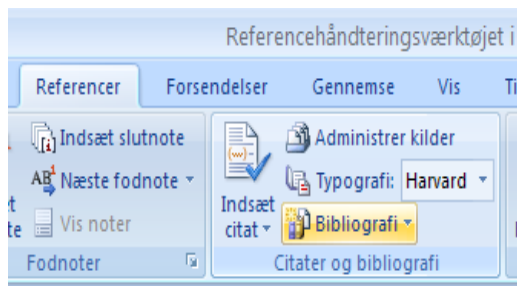 Referencehåndteringsværktøjet i
Referencer Forsendelser Gennemse Vis
Indsæt slutnote
Næste fodnote
Vis noter
Fodnoter
Indsæt
citat
Administrer kilder
Typografi: Harvard
Bibliografi
Citater og bibliografi